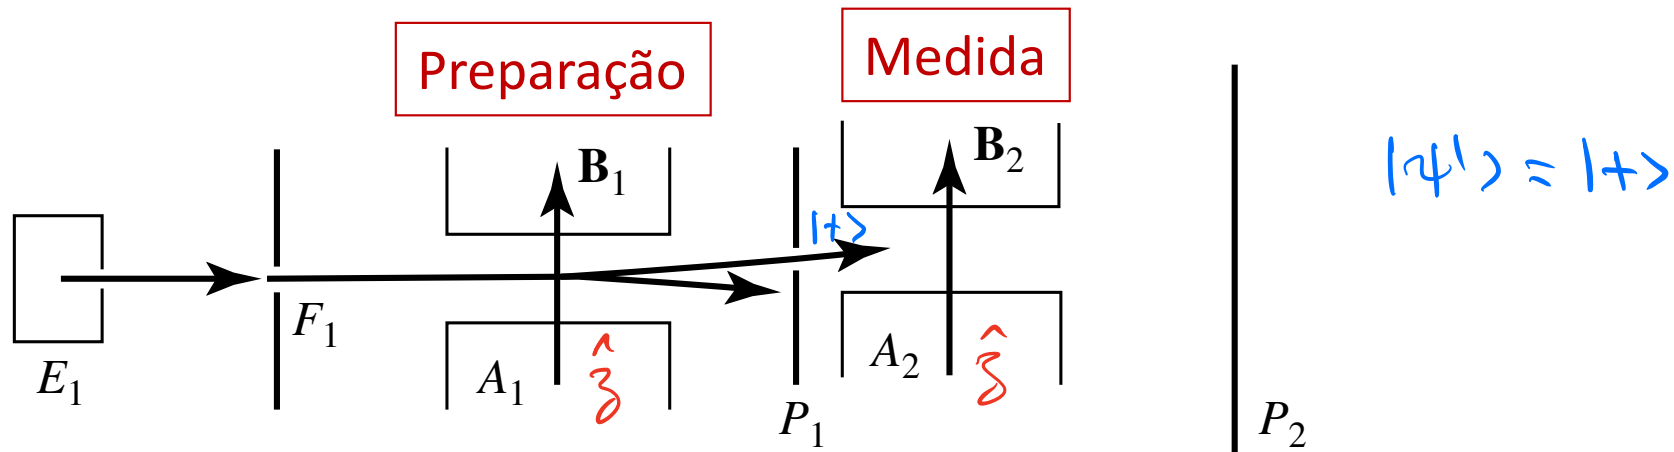 Preparação
Medida
B₁
B₂
|ψ'⟩ = |+⟩
|+⟩
F₁
E₁
A₁
ẑ
A₂
ẑ
P₁
P₂